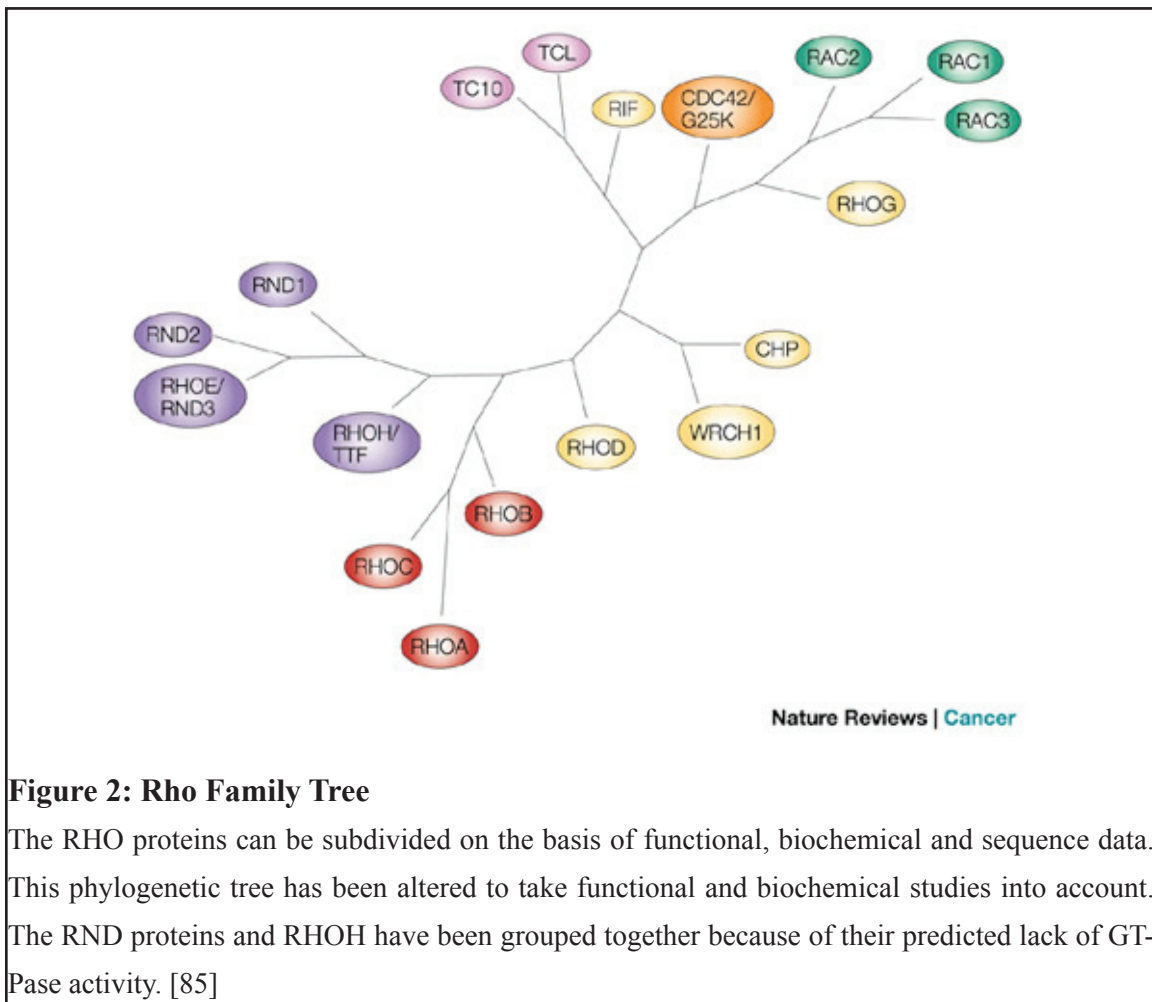 TCL
TC10
RIF
CDC42/
G25K
RAC2
RAC1
RAC3
RHOG
RND1
RND2
RHOE/
RND3
RHOH/
TTF
CHP
WRCH1
RHOD
RHOB
RHOC
RHOA
Nature Reviews | Cancer
Figure 2: Rho Family Tree
The RHO proteins can be subdivided on the basis of functional, biochemical and sequence data.
This phylogenetic tree has been altered to take functional and biochemical studies into account.
The RND proteins and RHOH have been grouped together because of their predicted lack of GT-
Pase activity. [85]